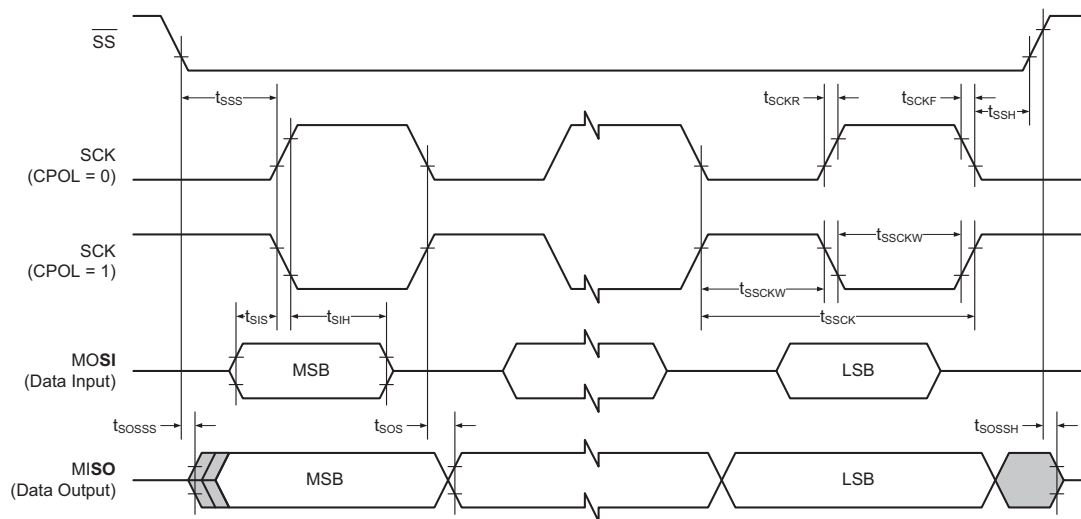 SS
tSSS
tSCKR
tSCKF
tSSH
SCK
(CPOL = 0)
SCK
(CPOL = 1)
tSSCKW
tSSCKW
tSSCK
tSIS
tSIH
MOSI
(Data Input)
MSB
LSB
tSOSSS
tSOS
tSOSSH
MISO
(Data Output)
MSB
LSB